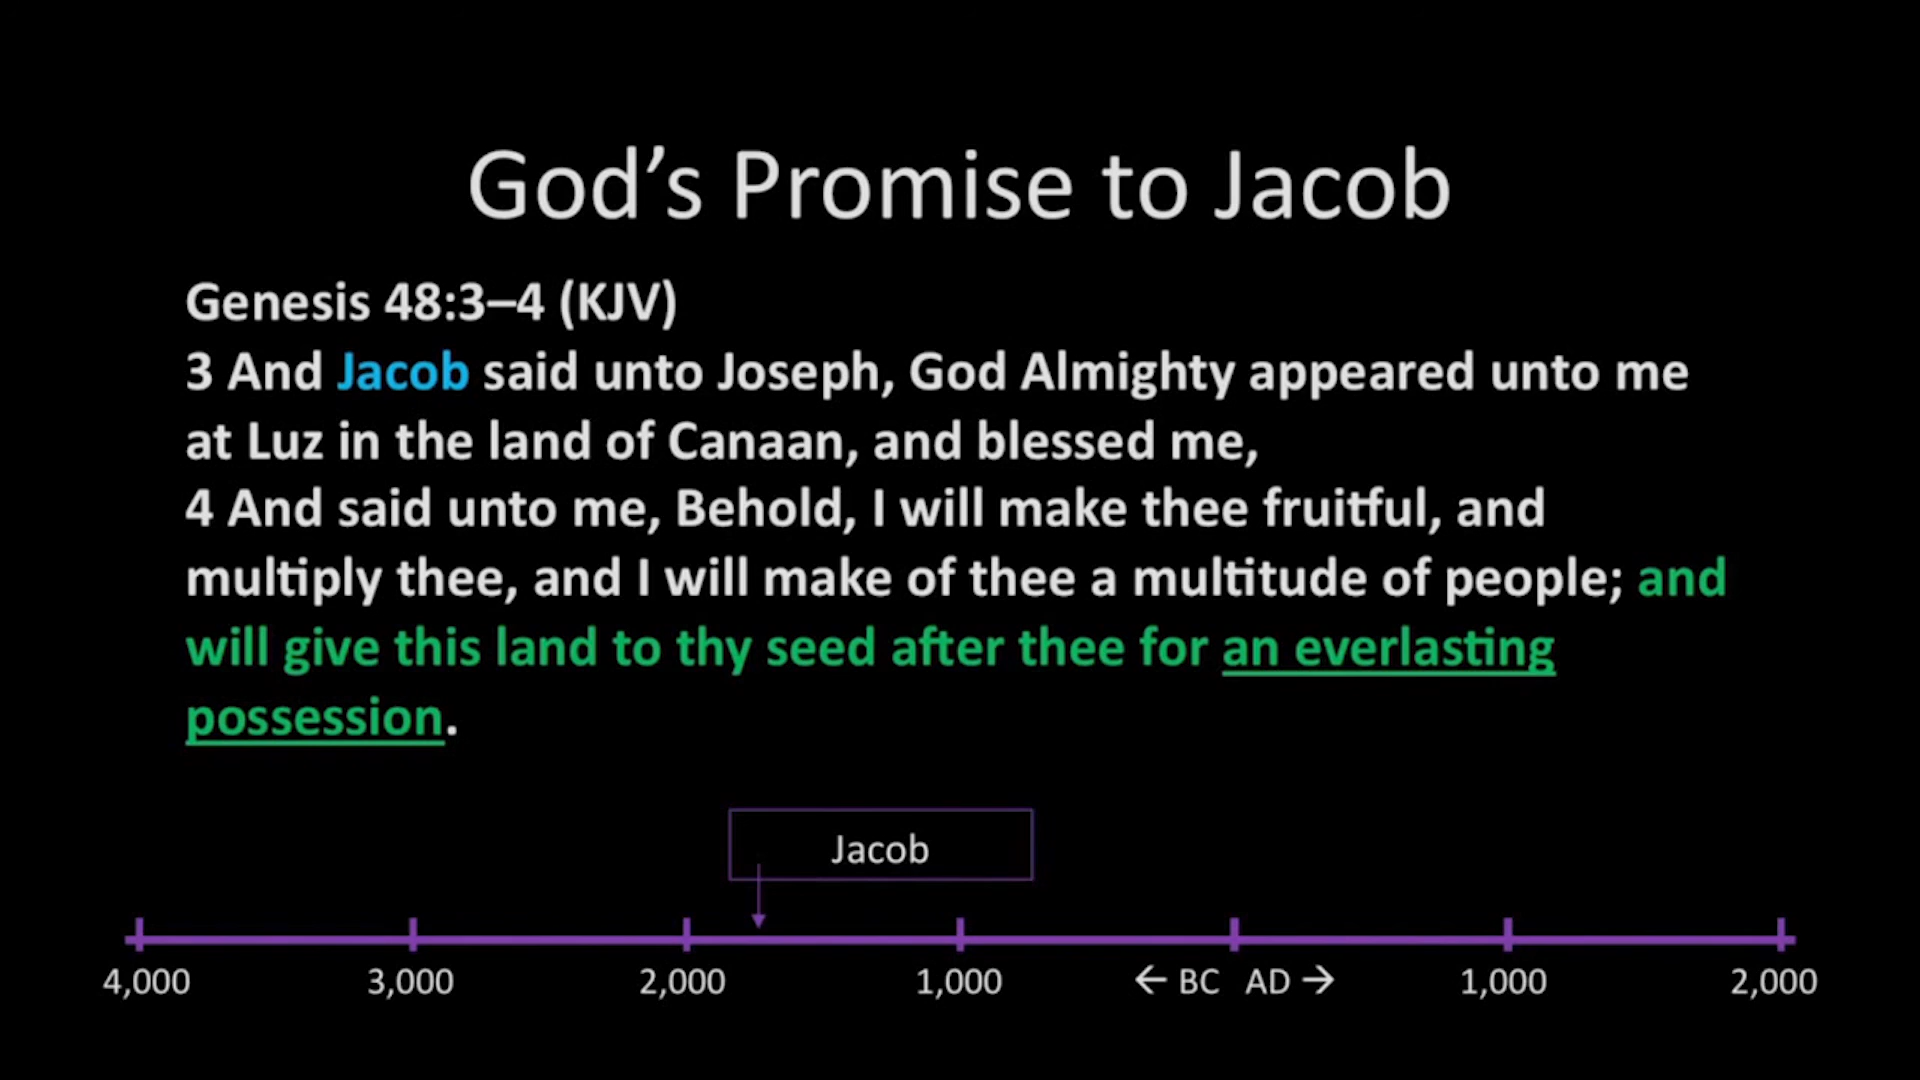 God’s Promise to Jacob
Genesis 48:3–4 (KJV)
3 And Jacob said unto Joseph, God Almighty appeared unto me
at Luz in the land of Canaan, and blessed me,
4 And said unto me, Behold, I will make thee fruitful, and
multiply thee, and I will make of thee a multitude of people; and
will give this land to thy seed after thee for an everlasting
possession.
Jacob
4,000 3,000 2,000 1,000 ← BC AD → 1,000 2,000